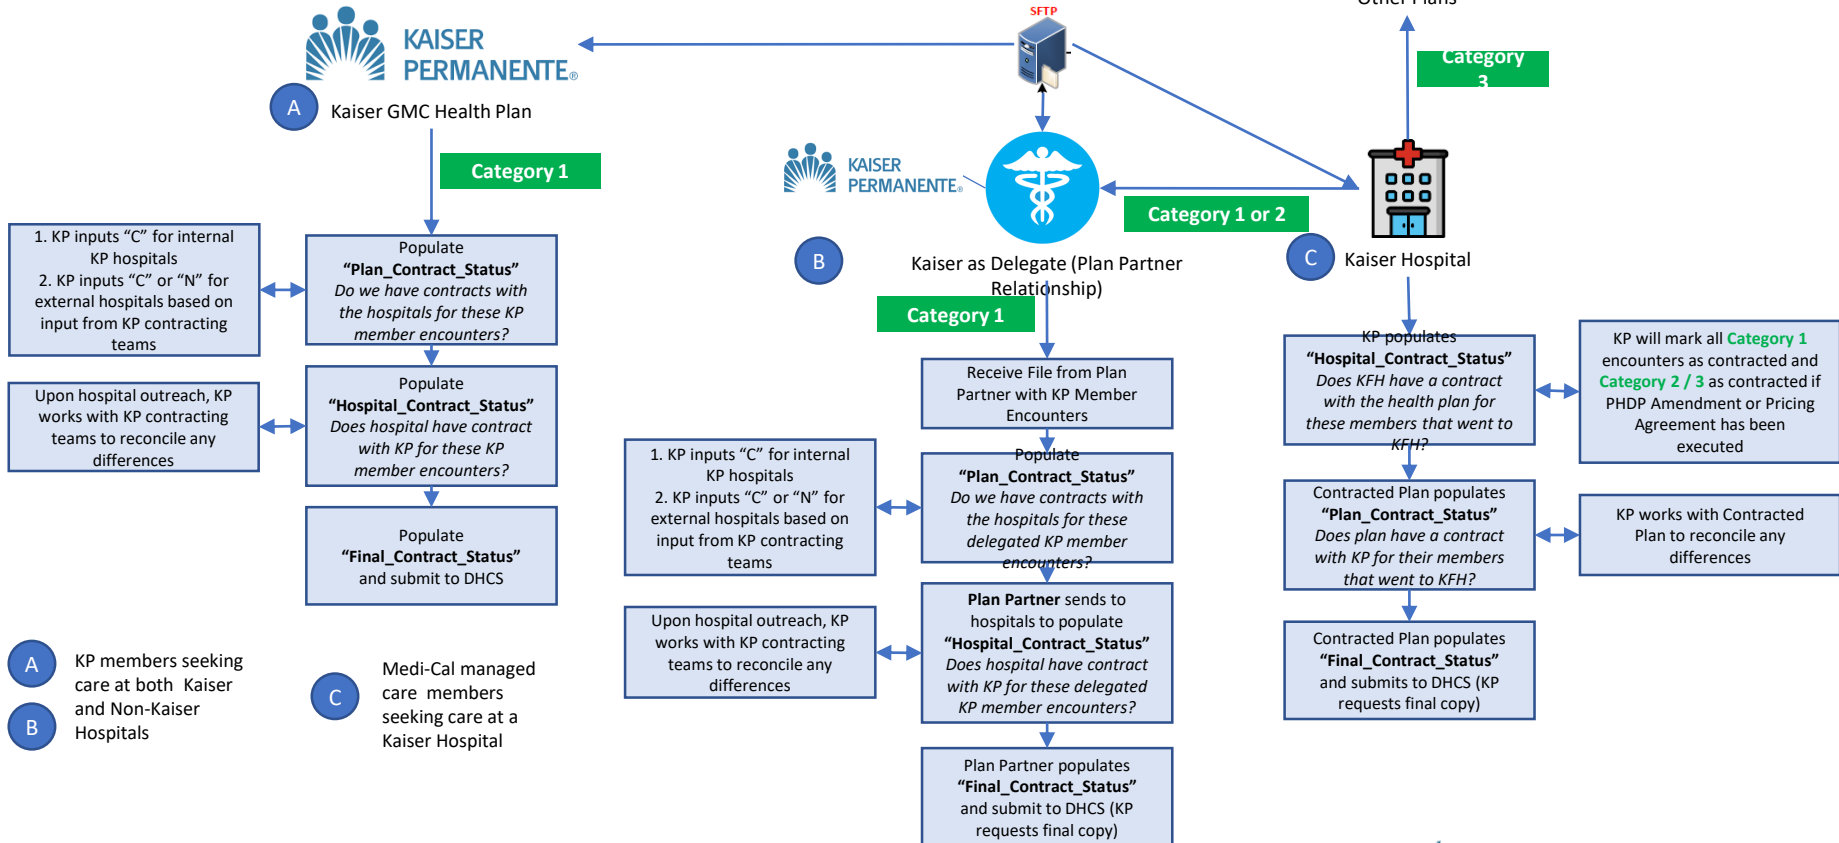 SFTP
Other Plans
KAISER
PERMANENTE®
Category
3
A
Kaiser GMC Health Plan
Category 1
KAISER
PERMANENTE®
Category 1 or 2
B
Kaiser as Delegate (Plan Partner
Relationship)
C
Kaiser Hospital
1. KP inputs “C” for internal
KP hospitals
2. KP inputs “C” or “N” for
external hospitals based on
input from KP contracting
teams
Populate
“Plan_Contract_Status”
Do we have contracts with
the hospitals for these KP
member encounters?
Upon hospital outreach, KP
works with KP contracting
teams to reconcile any
differences
Populate
“Hospital_Contract_Status”
Does hospital have contract
with KP for these KP
member encounters?
Populate
“Final_Contract_Status”
and submit to DHCS
Category 1
Receive File from Plan
Partner with KP Member
Encounters
1. KP inputs “C” for internal
KP hospitals
2. KP inputs “C” or “N” for
external hospitals based on
input from KP contracting
teams
Populate
“Plan_Contract_Status”
Do we have contracts with
the hospitals for these
delegated KP member
encounters?
Upon hospital outreach, KP
works with KP contracting
teams to reconcile any
differences
Plan Partner sends to
hospitals to populate
“Hospital_Contract_Status”
Does hospital have contract
with KP for these delegated
KP member encounters?
Plan Partner populates
“Final_Contract_Status”
and submit to DHCS (KP
requests final copy)
KP populates
“Hospital_Contract_Status”
Does KFH have a contract
with the health plan for
these members that went to
KFH?
KP will mark all Category 1
encounters as contracted and
Category 2 / 3 as contracted if
PHDP Amendment or Pricing
Agreement has been
executed
Contracted Plan populates
“Plan_Contract_Status”
Does plan have a contract
with KP for their members
that went to KFH?
KP works with Contracted
Plan to reconcile any
differences
Contracted Plan populates
“Final_Contract_Status”
and submits to DHCS (KP
requests final copy)
A
B
KP members seeking
care at both Kaiser
and Non-Kaiser
Hospitals
C
Medi-Cal managed
care members
seeking care at a
Kaiser Hospital